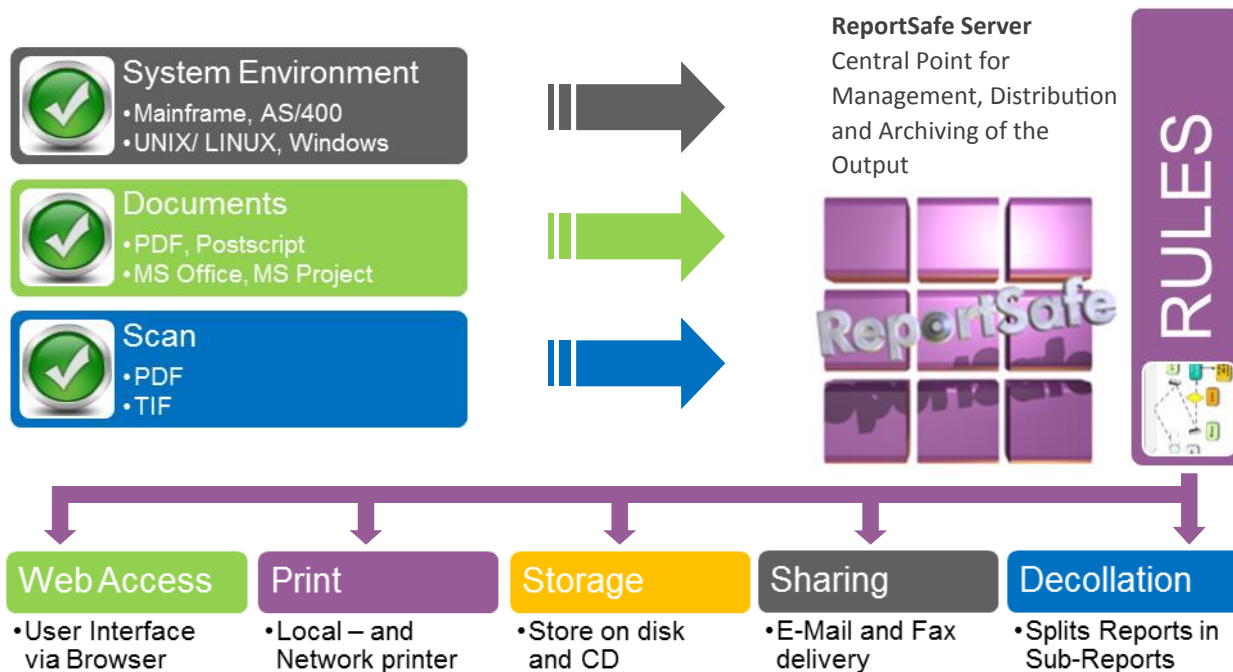 System Environment
•Mainframe, AS/400
•UNIX/ LINUX, Windows
Documents
•PDF, Postscript
•MS Office, MS Project
Scan
•PDF
•TIF
ReportSafe Server
Central Point for
Management, Distribution
and Archiving of the
Output
ReportSafe
RULES
Web Access
•User Interface
via Browser
Print
•Local – and
Network printer
Storage
•Store on disk
and CD
Sharing
•E-Mail and Fax
delivery
Decollation
•Splits Reports in
Sub-Reports